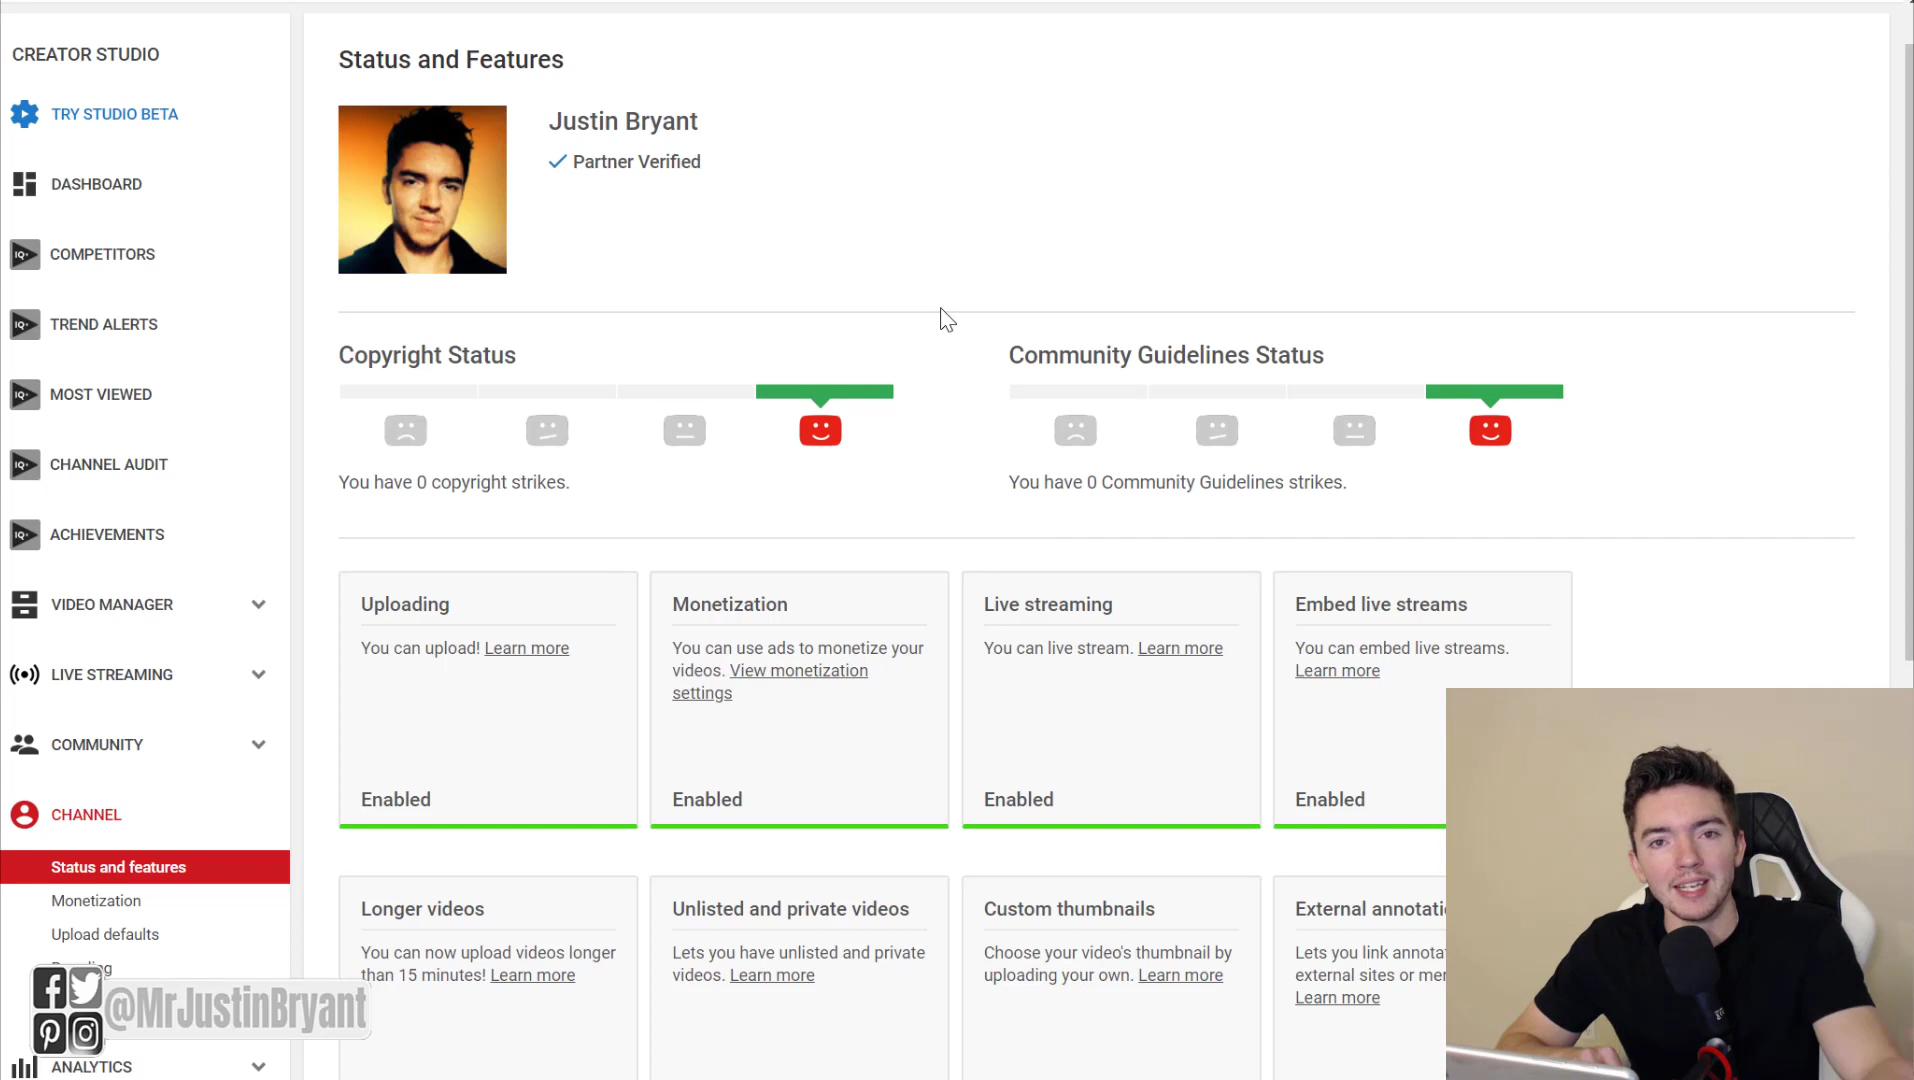 CREATOR STUDIO
TRY STUDIO BETA
DASHBOARD
COMPETITORS
TREND ALERTS
MOST VIEWED
CHANNEL AUDIT
ACHIEVEMENTS
VIDEO MANAGER
LIVE STREAMING
COMMUNITY
CHANNEL
Status and features
Monetization
Upload defaults
@MrJustinBryant
ANALYTICS
Status and Features
Justin Bryant
Partner Verified
Copyright Status
You have 0 copyright strikes.
Community Guidelines Status
You have 0 Community Guidelines strikes.
Uploading
You can upload! Learn more
Enabled
Monetization
You can use ads to monetize your
videos. View monetization
settings
Enabled
Live streaming
You can live stream. Learn more
Enabled
Embed live streams
You can embed live streams.
Learn more
Enabled
Longer videos
You can now upload videos longer
than 15 minutes! Learn more
Unlisted and private videos
Lets you have unlisted and private
videos. Learn more
Custom thumbnails
Choose your video's thumbnail by
uploading your own. Learn more
External annotati
Lets you link annota
external sites or mer
Learn more